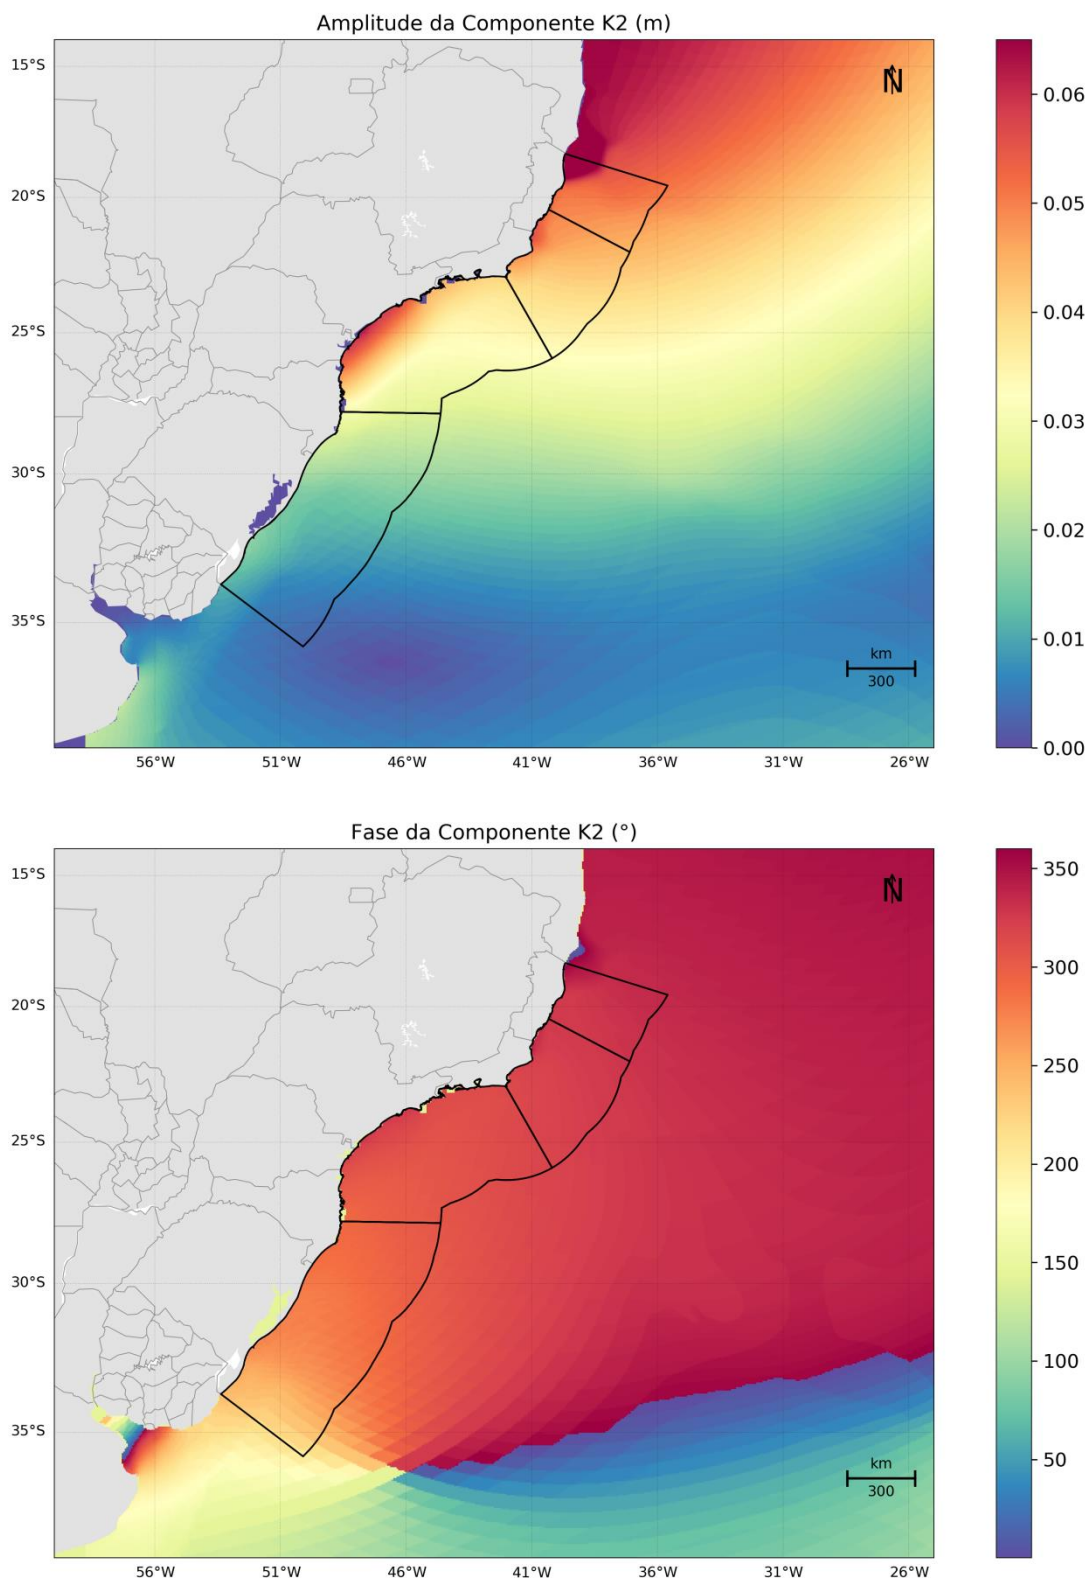 Amplitude da Componente K2 (m)
15°S
20°S
25°S
30°S
35°S
N
km
300
56°W 51°W 46°W 41°W 36°W 31°W 26°W
0.06
0.05
0.04
0.03
0.02
0.01
0.00
Fase da Componente K2 (°)
15°S
20°S
25°S
30°S
35°S
N
km
300
56°W 51°W 46°W 41°W 36°W 31°W 26°W
350
300
250
200
150
100
50